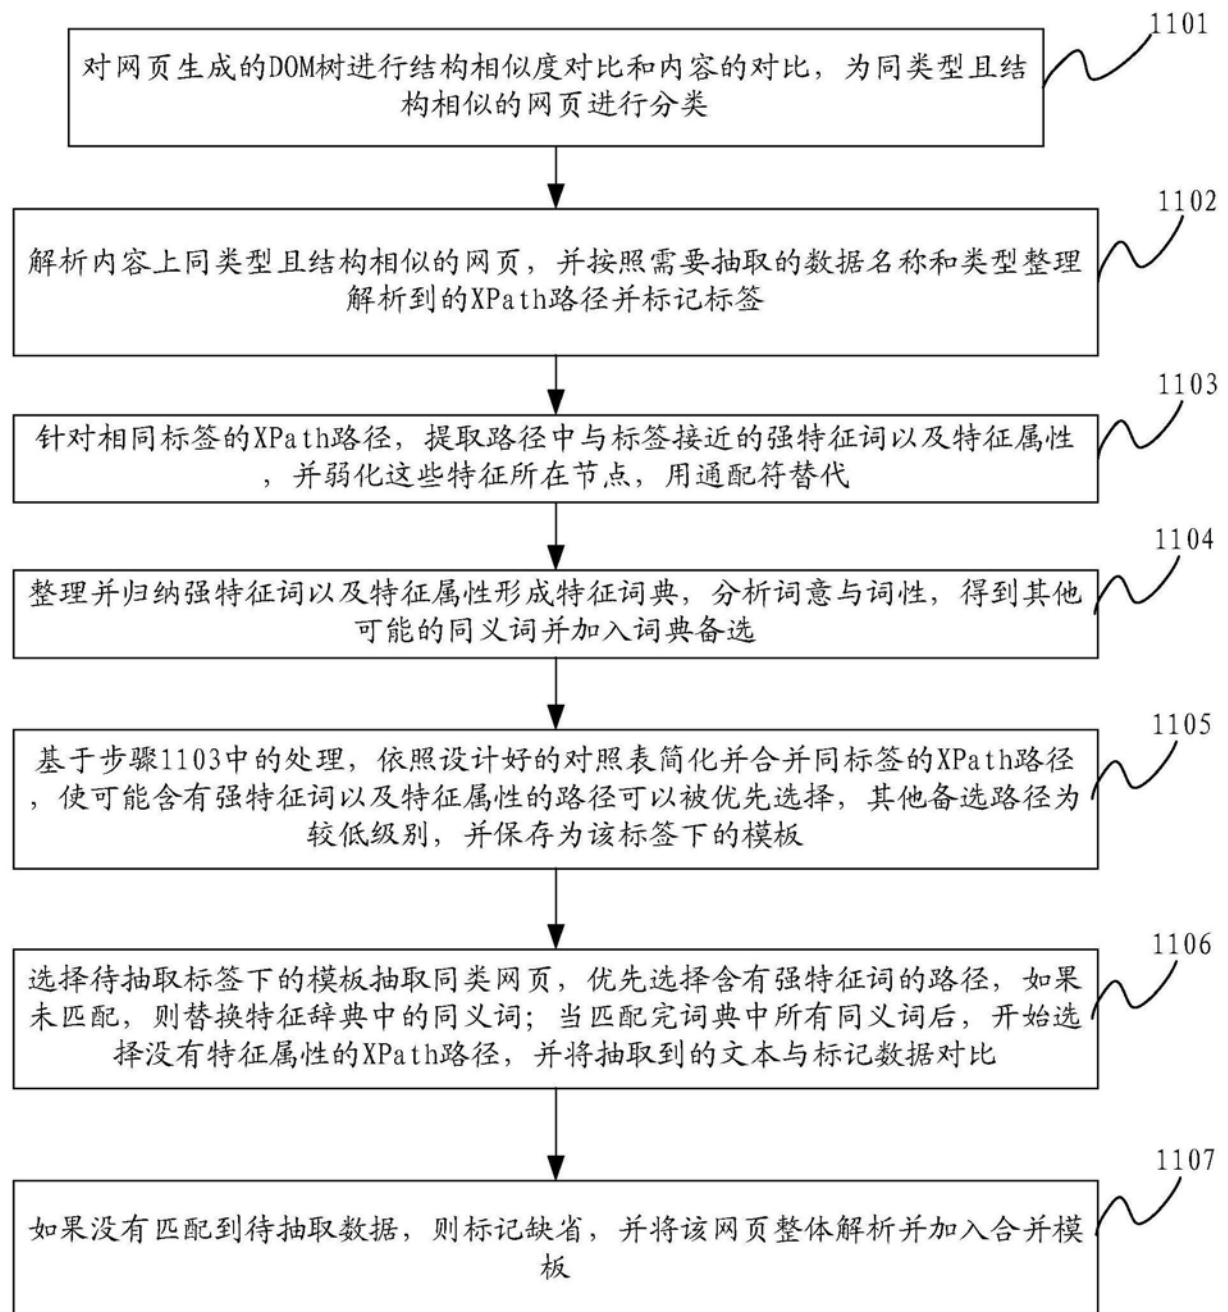 1101
对网页生成的DOM树进行结构相似度对比和内容的对比，为同类型且结
构相似的网页进行分类
1102
解析内容上同类型且结构相似的网页，并按照需要抽取的数据名称和类型整理
解析到的XPath路径并标记标签
1103
针对相同标签的XPath路径，提取路径中与标签接近的强特征词以及特征属性
，并弱化这些特征所在节点，用通配符替代
1104
整理并归纳强特征词以及特征属性形成特征词典，分析词意与词性，得到其他
可能的同义词并加入词典备选
1105
基于步骤1103中的处理，依照设计好的对照表简化并合并同标签的XPath路径
，使可能含有强特征词以及特征属性的路径可以被优先选择，其他备选路径为
较低级别，并保存为该标签下的模板
1106
选择待抽取标签下的模板抽取同类网页，优先选择含有强特征词的路径，如果
未匹配，则替换特征辞典中的同义词；当匹配完词典中所有同义词后，开始选
择没有特征属性的XPath路径，并将抽取到的文本与标记数据对比
1107
如果没有匹配到待抽取数据，则标记缺省，并将该网页整体解析并加入合并模
板